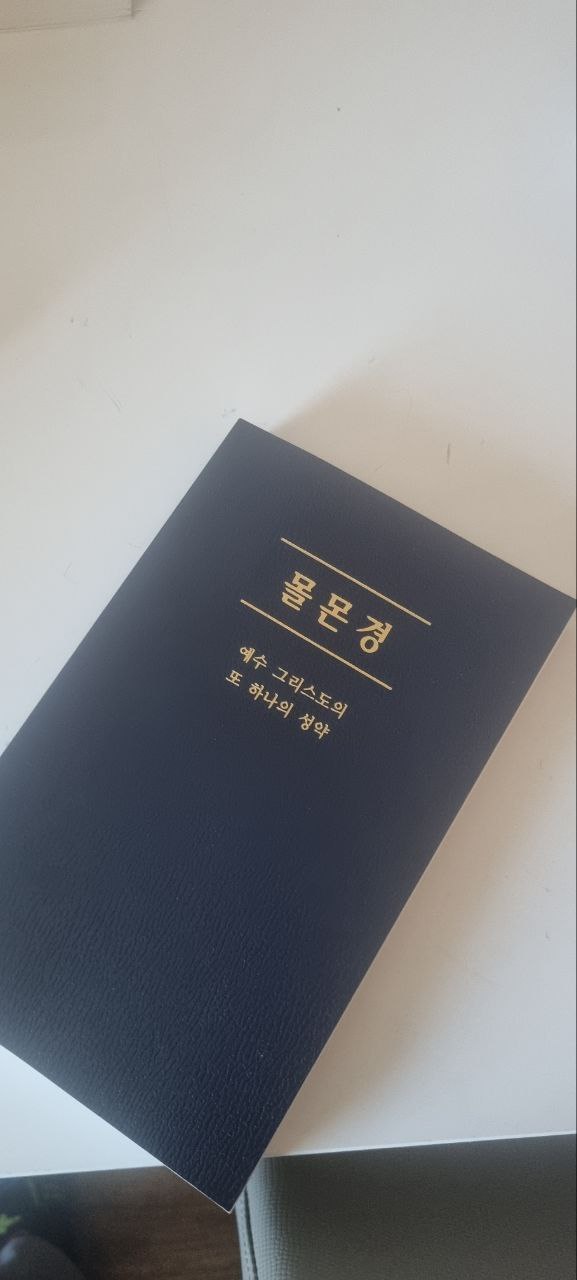 몰몬경
예수 그리스도의
또 하나의 성약